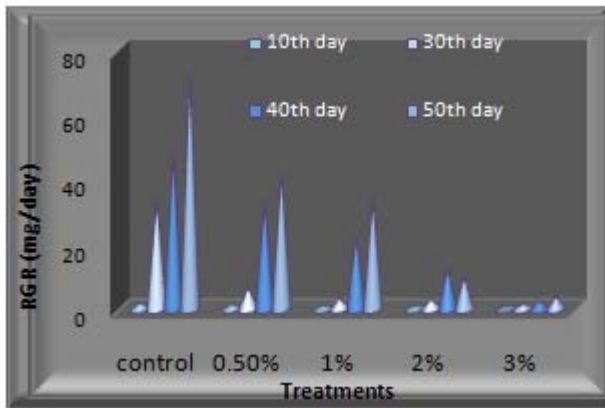 10th day 30th day
40th day 50th day
80
60
40
20
0
RGR (mg/day)
control 0.50% 1% 2% 3%
Treatments